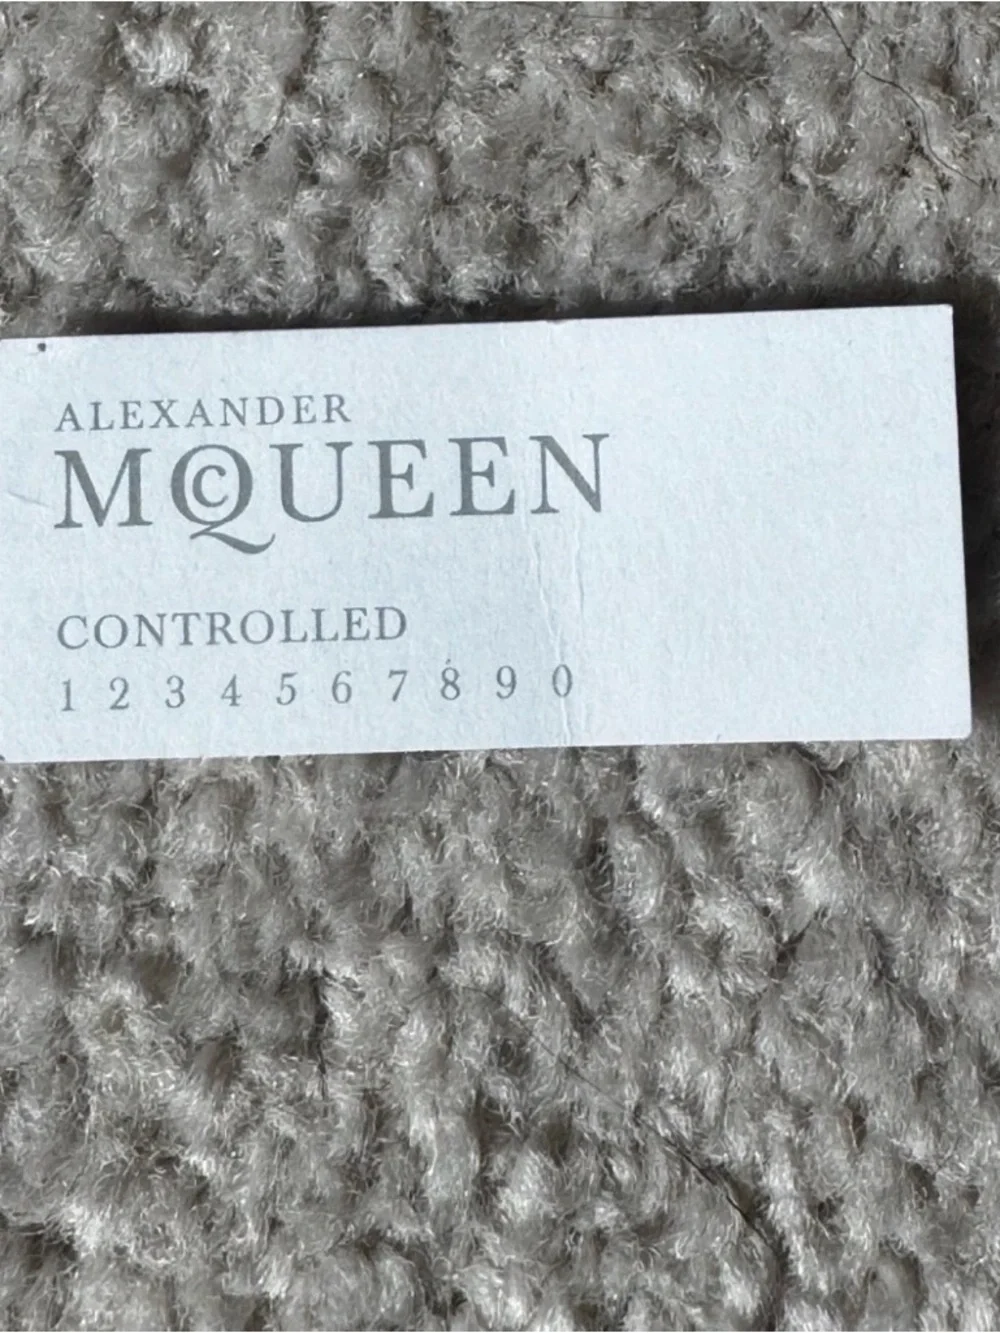 ALEXANDER
MCQUEEN
CONTROLLED
1 2 3 4 5 6 7 8 9 0